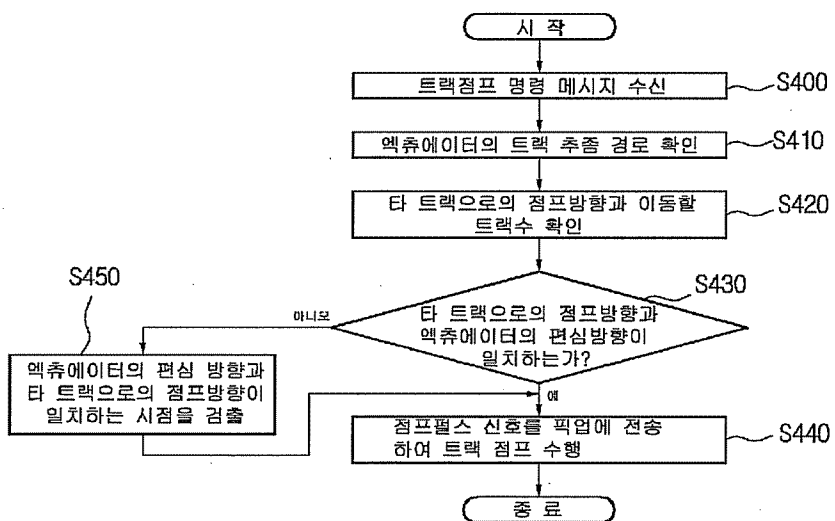 시 작
트랙점프 명령 메시지 수신
S400
엑츄에이터의 트랙 추종 경로 확인
S410
타 트랙으로의 점프방향과 이동할
트랙수 확인
S420
S430
타 트랙으로의 점프방향과
엑츄에이터의 편심방향이
일치하는가?
아니오
S450
엑츄에이터의 편심 방향과
타 트랙으로의 점프방향이
일치하는 시점을 검출
예
점프펄스 신호를 픽업에 전송
하여 트랙 점프 수행
S440
종 료